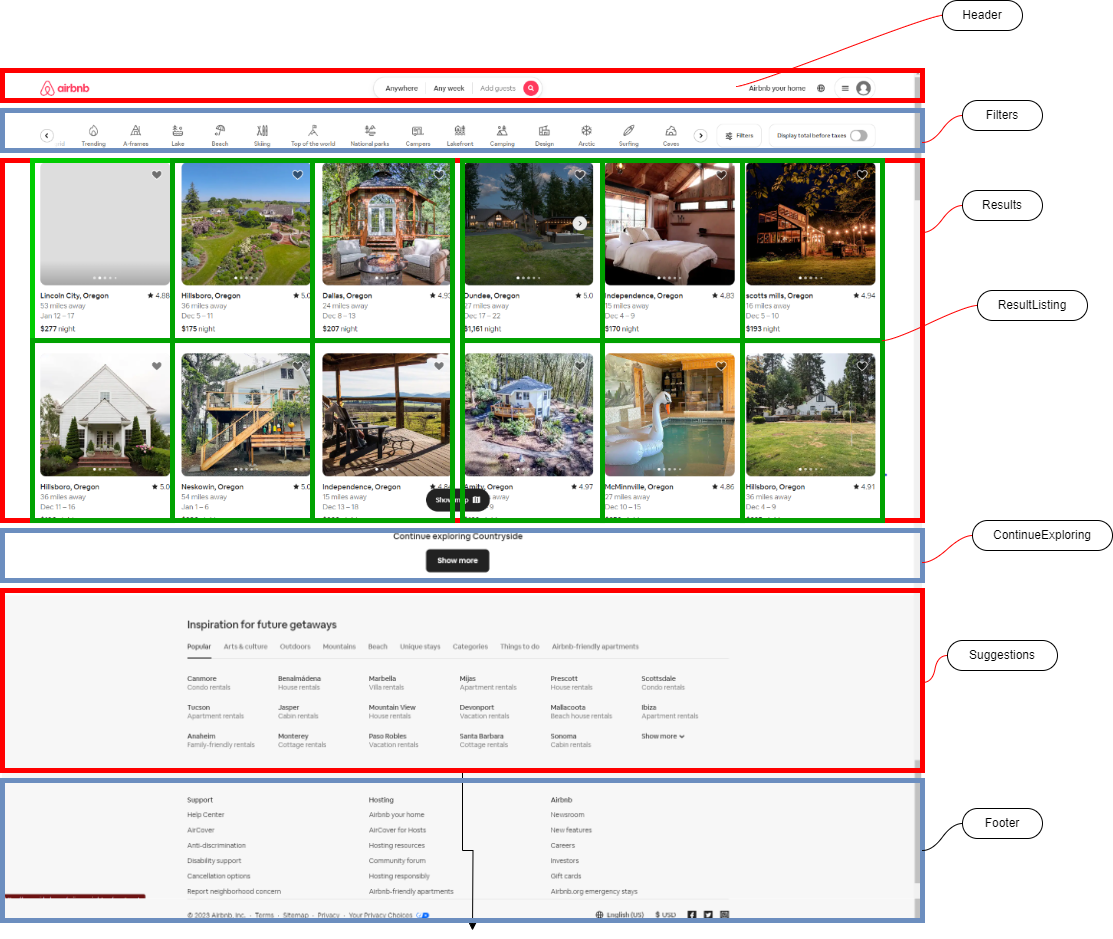 Header
airbnb
Anywhere Any week Add guests
Airbnb your home
Filters
Trending A-frames Lake Beach Skiing Top of the world National parks Campers Lakefront Camping Design Arctic Surfing Caves
Filters Display total before taxes
Results
ResultListing
Lincoln City, Oregon ★ 4.88
53 miles away
Jan 12 – 17
$277 night
Hillsboro, Oregon ★ 5.0
36 miles away
Dec 5 – 11
$175 night
Dallas, Oregon ★ 4.93
24 miles away
Dec 8 – 13
$207 night
Dundee, Oregon ★ 5.0
27 miles away
Dec 17 – 22
$1,161 night
Independence, Oregon ★ 4.83
15 miles away
Dec 4 – 9
$170 night
scotts mills, Oregon ★ 4.94
16 miles away
Dec 5 – 10
$193 night
Hillsboro, Oregon ★ 5.0
36 miles away
Dec 11 – 16
Neskowin, Oregon ★ 5.0
54 miles away
Jan 1 – 6
Independence, Oregon
15 miles away
Dec 13 – 18
Amity, Oregon ★ 4.97
away
9
McMinnville, Oregon ★ 4.86
27 miles away
Dec 10 – 15
Hillsboro, Oregon ★ 4.91
36 miles away
Dec 4 – 9
Show map
ContinueExploring
Continue exploring Countryside
Show more
Suggestions
Inspiration for future getaways
Popular Arts & culture Outdoors Mountains Beach Unique stays Categories Things to do Airbnb-friendly apartments
Canmore Benalmádena Marbella Mijas Prescott Scottsdale
Condo rentals House rentals Villa rentals Apartment rentals House rentals Condo rentals
Tucson Jasper Mountain View Devonport Mallacoota Ibiza
Apartment rentals Cabin rentals House rentals Vacation rentals Beach house rentals Apartment rentals
Anaheim Monterey Paso Robles Santa Barbara Sonoma Show more
Family-friendly rentals Cottage rentals Vacation rentals Cottage rentals Cabin rentals
Footer
Support Hosting Airbnb
Help Center Airbnb your home Newsroom
AirCover AirCover for Hosts New features
Anti-discrimination Hosting resources Careers
Disability support Community forum Investors
Cancellation options Hosting responsibly Gift cards
Report neighborhood concern Airbnb-friendly apartments Airbnb.org emergency stays
© 2023 Airbnb, Inc. · Terms · Sitemap · Privacy · Your Privacy Choices
English (US) $ USD